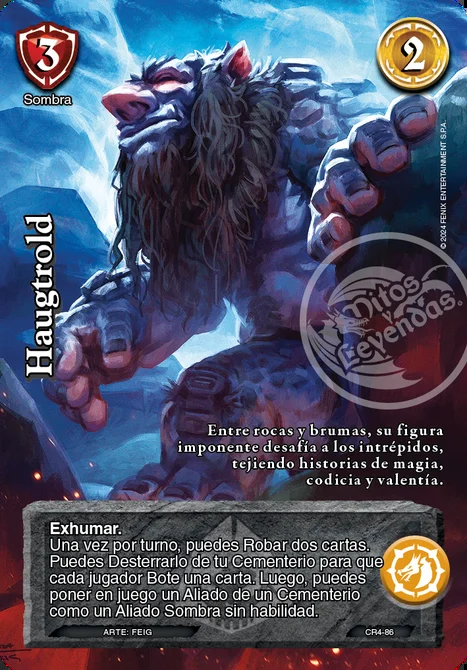 3
2
Sombra
© 2024 FENIX ENTERTAINMENT S.P.A.
Haugtrold
Mitos
y
Leyendas
Entre rocas y brumas, su figura
imponente desafía a los intrépidos,
tejiendo historias de magia,
codicia y valentía.
Exhumar.
Una vez por turno, puedes Robar dos cartas.
Puedes Desterrarlo de tu Cementerio para que
cada jugador Bote una carta. Luego, puedes
poner en juego un Aliado de un Cementerio
como un Aliado Sombra sin habilidad.
ARTE: FEIG
CR4-86